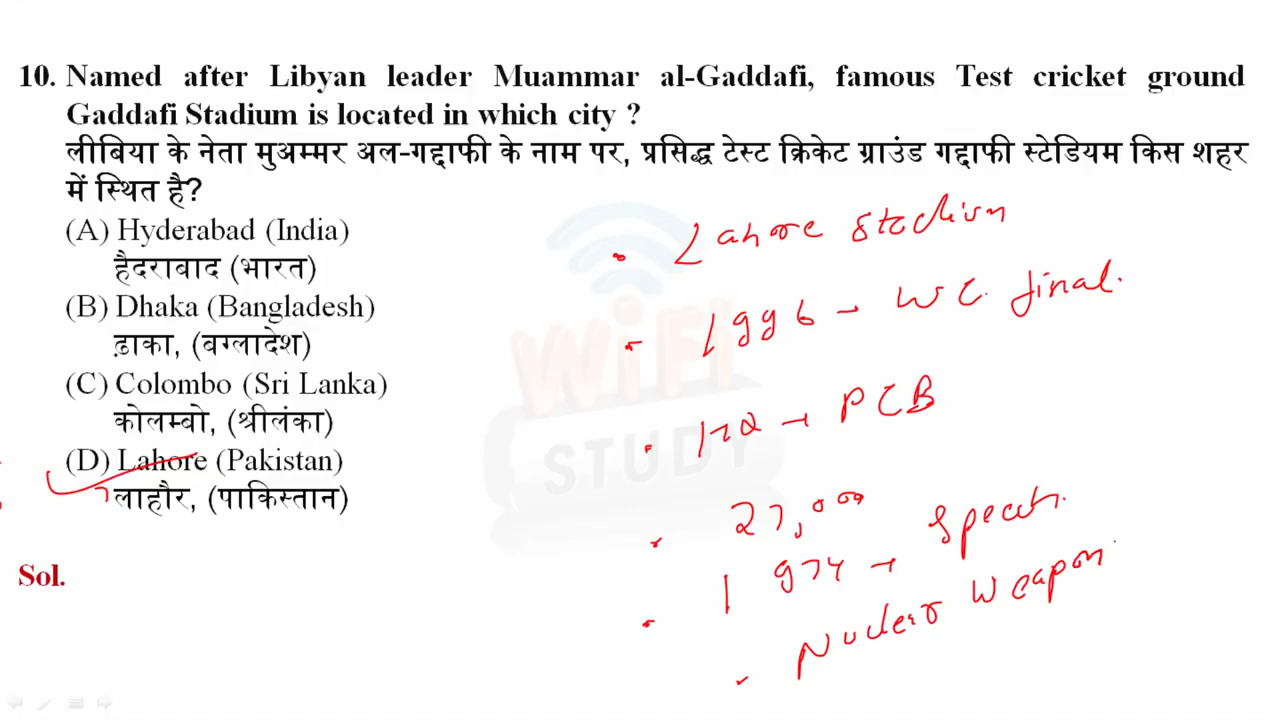 10. Named after Libyan leader Muammar al-Gaddafi, famous Test cricket ground
Gaddafi Stadium is located in which city ?
लीबिया के नेता मुअम्मर अल-गद्दाफी के नाम पर, प्रसिद्ध टेस्ट क्रिकेट ग्राउंड गद्दाफी स्टेडियम किस शहर
में स्थित है?
(A) Hyderabad (India)
हैदराबाद (भारत)
(B) Dhaka (Bangladesh)
ढ़ाका, (बग्लादेश)
(C) Colombo (Sri Lanka)
कोलम्बो, (श्रीलंका)
(D) Lahore (Pakistan)
लाहौर, (पाकिस्तान)
Sol.
Lahore Stadium
1996 → WC final.
→ PCB
27,000
1974 → Speech.
Nuclear Weapon
WiFi
STUDY